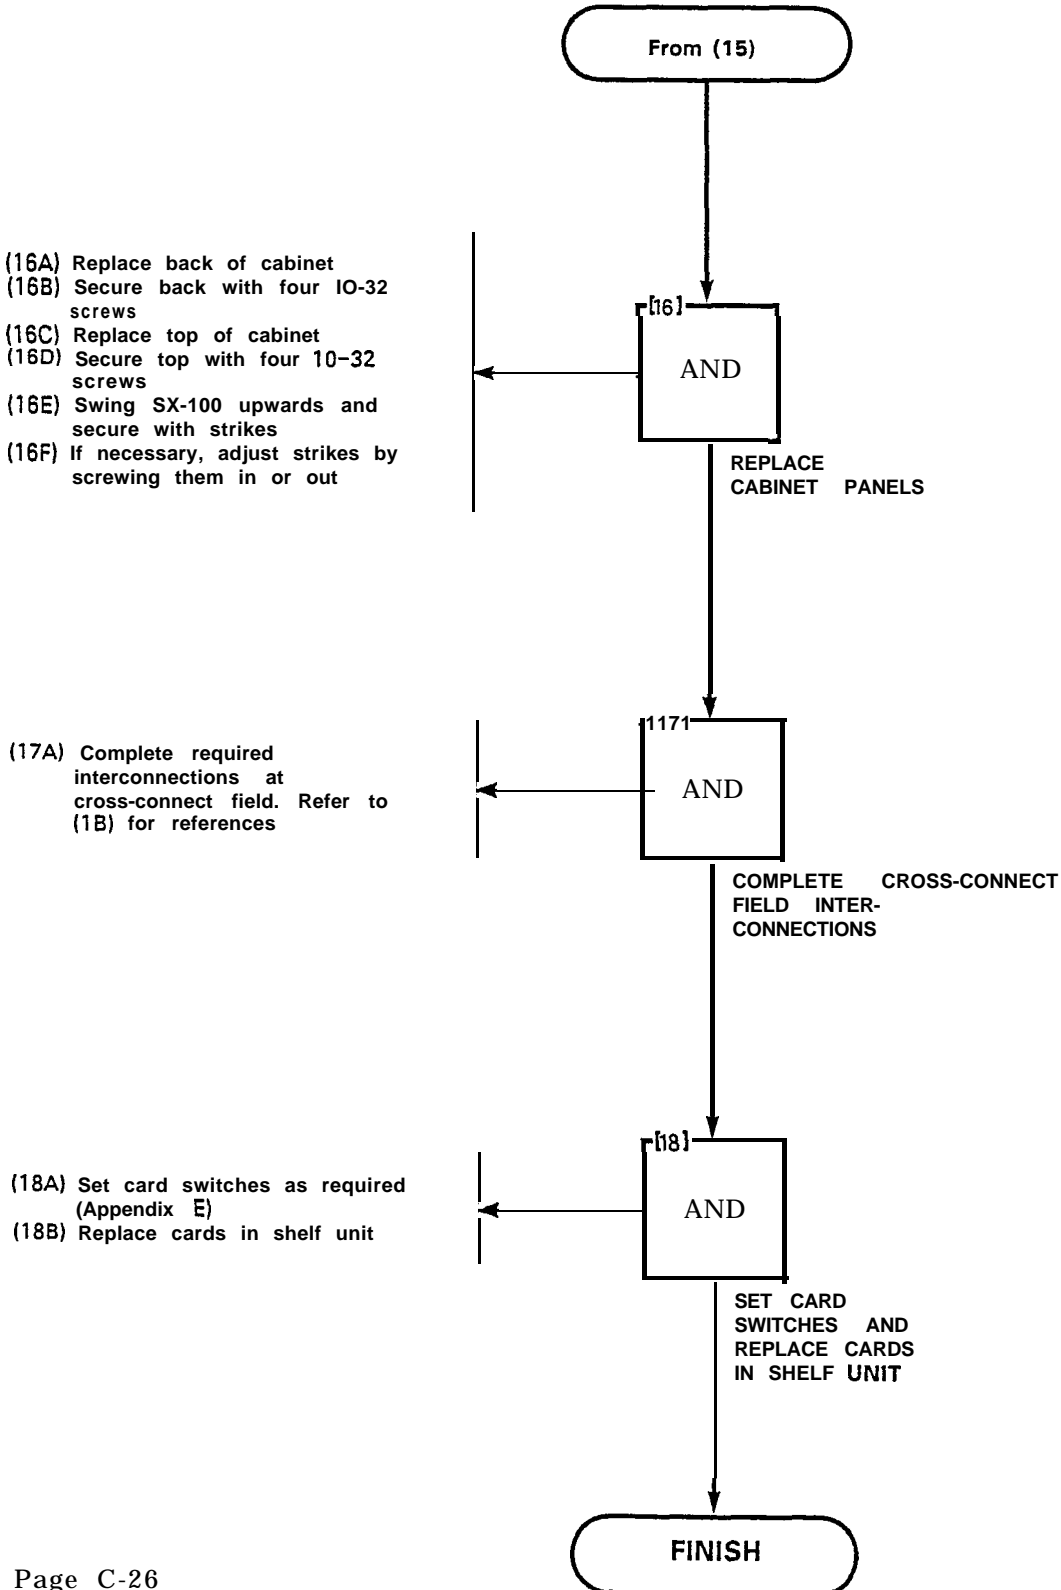 From (15)
(16A) Replace back of cabinet
(16B) Secure back with four IO-32
screws
(16C) Replace top of cabinet
(16D) Secure top with four 10-32
screws
(16E) Swing SX-100 upwards and
secure with strikes
(16F) If necessary, adjust strikes by
screwing them in or out
[16]
AND
REPLACE
CABINET PANELS
(17A) Complete required
interconnections at
cross-connect field. Refer to
(1B) for references
1171
AND
COMPLETE CROSS-CONNECT
FIELD INTER-
CONNECTIONS
(18A) Set card switches as required
(Appendix E)
(18B) Replace cards in shelf unit
[18]
AND
SET CARD
SWITCHES AND
REPLACE CARDS
IN SHELF UNIT
FINISH
Page C-26